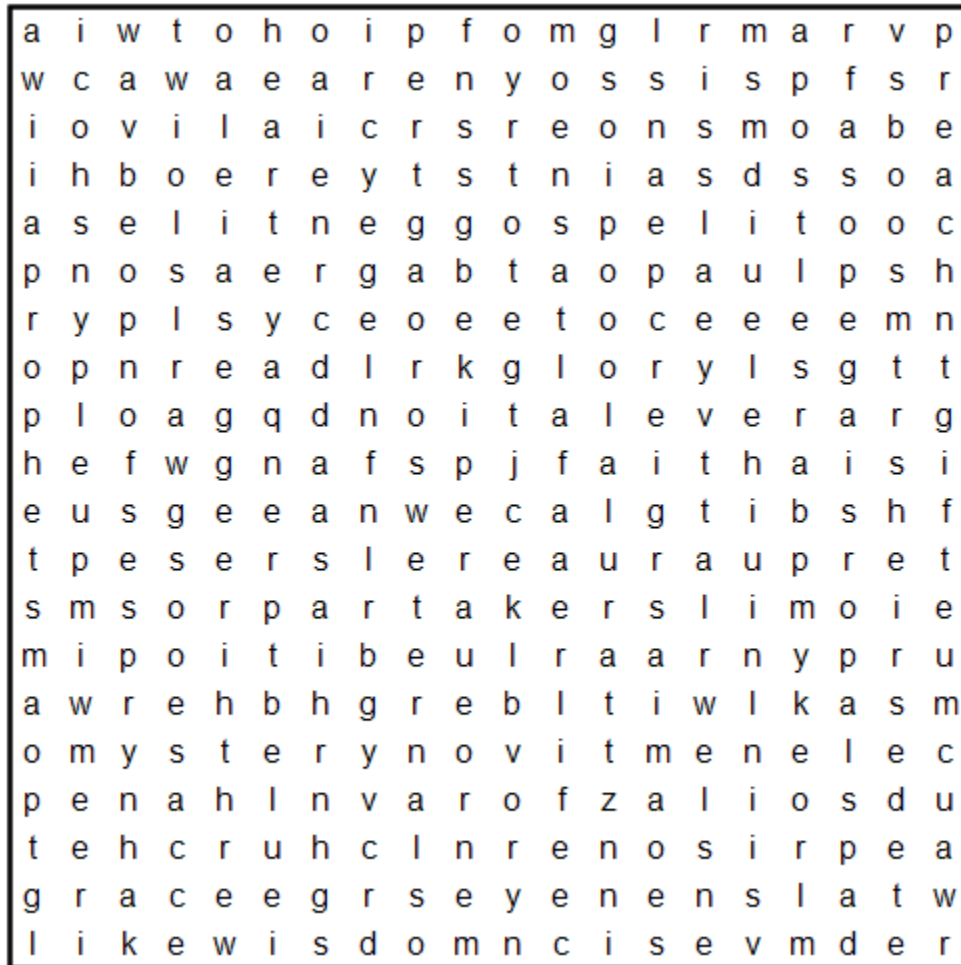 a i w t o h o i p f o m g l r m a r v p
w c a w a e a r e n y o s s i s p f s r
i o v i l a i c r s r e o n s m o a b e
i h b o e r e y t s t n i a s d s s o a
a s e l i t n e g g o s p e l i t o o c
p n o s a e r g a b t a o p a u l p s h
r y p l s y c e o e e t o c e e e e m n
o p n r e a d l r k g l o r y l s g t t
p l o a g q d n o i t a l e v e r a r g
h e f w g n a f s p j f a i t h a i s i
e u s g e e a n w e c a l g t i b s h f
t p e s e r s l e r e a u r a u p r e t
s m s o r p a r t a k e r s l i m o i e
m i p o i t i b e u l r a a r n y p r u
a w r e h b h g r e b l t i w l k a s m
o m y s t e r y n o v i t m e n e l e c
p e n a h l n v a r o f z a l i o s d u
t e h c r u h c l n r e n o s i r p e a
g r a c e e g r s e y e n e n s l a t w
l i k e w i s d o m n c i s e v m d e r